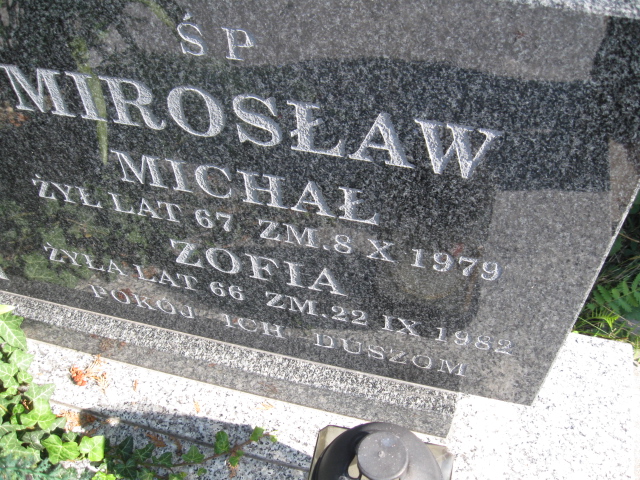 ŚP
MIROSŁAW
MICHAŁ
ŻYŁ LAT 67 ZM. 8 X 1979
ZOFIA
ŻYŁA LAT 66 ZM. 22 IX 1982
POKÓJ ICH DUSZOM